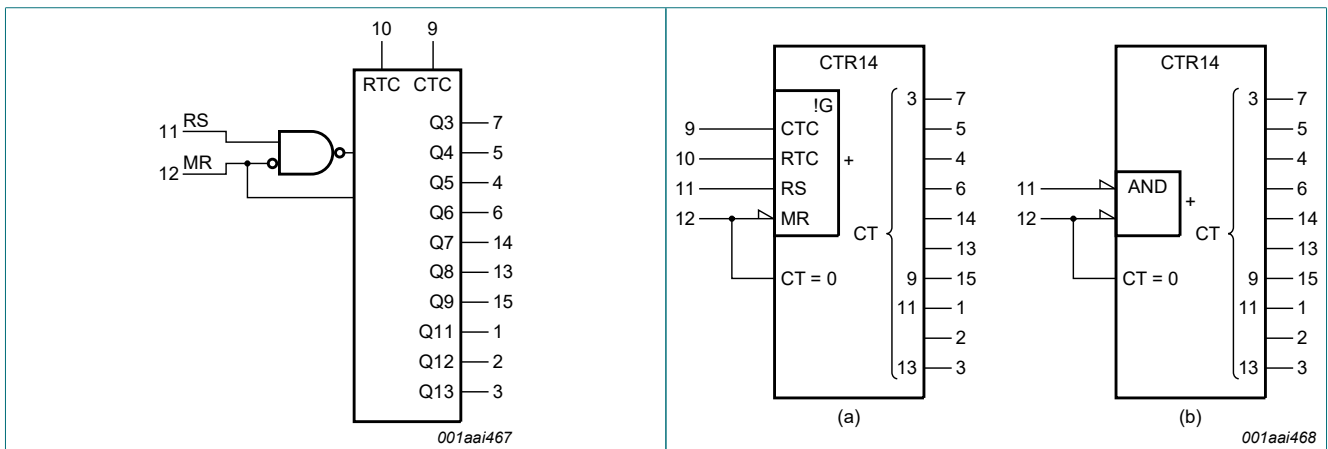 10 9
RTC CTC
11 RS
12 MR
Q3 7
Q4 5
Q5 4
Q6 6
Q7 14
Q8 13
Q9 15
Q11 1
Q12 2
Q13 3
001aai467
CTR14
!G
9 CTC
10 RTC
11 RS
12 MR
+
CT = 0
CT
3 7
5
4
6
14
13
9 15
11 1
2
13 3
(a)
CTR14
11 AND
12
+
CT = 0
CT
3 7
5
4
6
14
13
9 15
11 1
2
13 3
(b)
001aai468